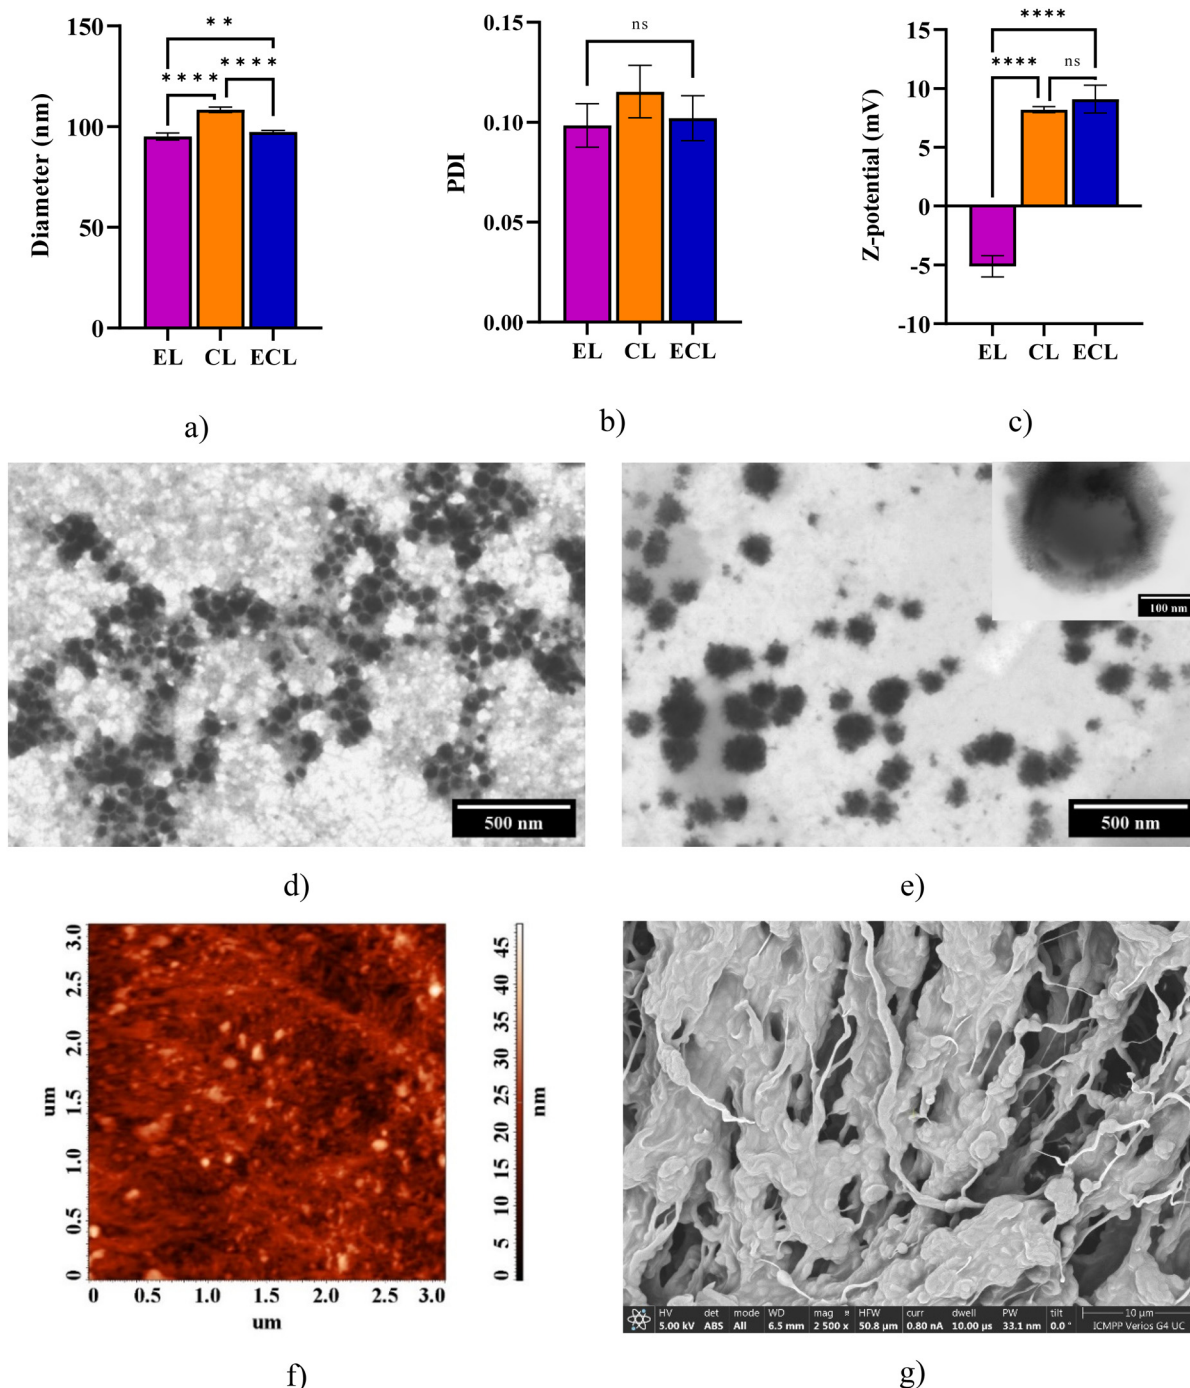 150
100
50
0
Diameter (nm)
* *
* * * *
* * * *
EL CL ECL
a)
0.15
0.10
0.05
0.00
PDI
ns
EL CL ECL
b)
15
10
5
0
-5
-10
Z-potential (mV)
****
****
ns
EL CL ECL
c)
500 nm
d)
100 nm
500 nm
e)
3.0
2.5
2.0
1.5
1.0
0.5
0
um
0 0.5 1.0 1.5 2.0 2.5 3.0
um
45
40
35
30
25
20
15
10
5
0
nm
f)
HV det mode WD mag HFW curr dwell PW tilt 10 µm
5.00 kV ABS All 6.5 mm 2 500 x 50.8 µm 0.80 nA 10.00 µs 33.1 nm 0.0 ° ICMPP Verios G4 UC
g)